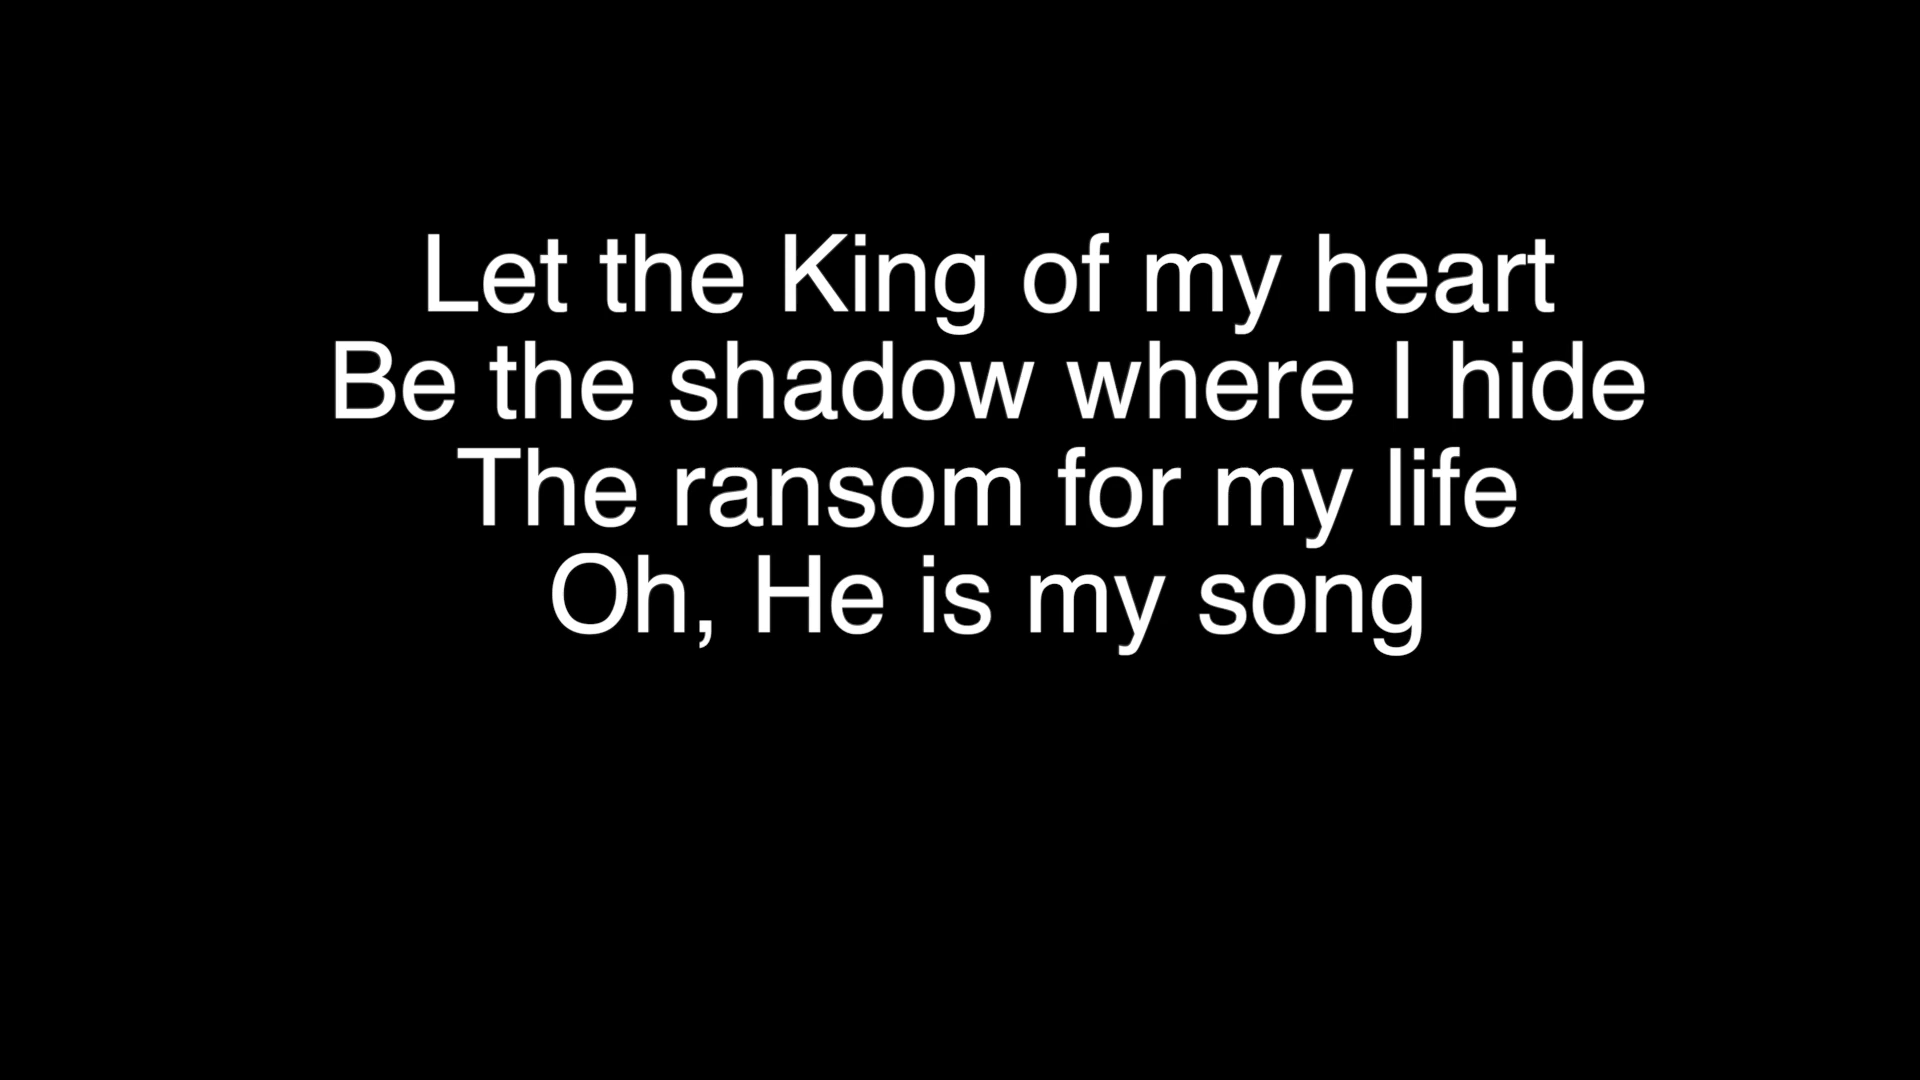 Let the King of my heart
Be the shadow where I hide
The ransom for my life
Oh, He is my song